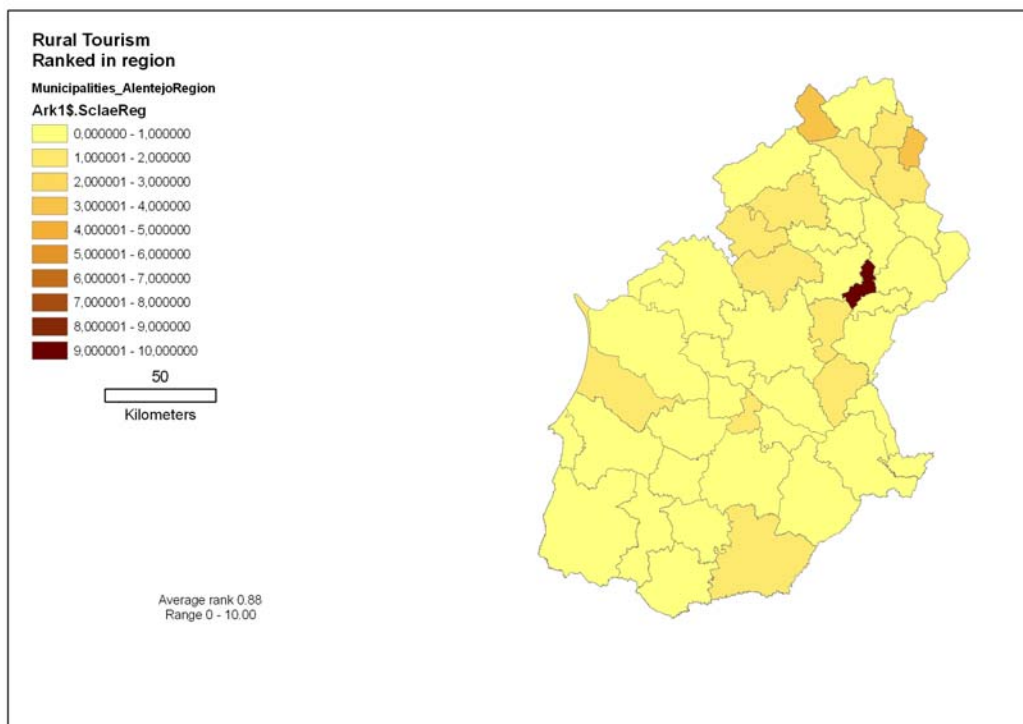 Rural Tourism
Ranked in region
Municipalities_AlentejoRegion
Ark1$.SclaeReg
0,000000 - 1,000000
1,000001 - 2,000000
2,000001 - 3,000000
3,000001 - 4,000000
4,000001 - 5,000000
5,000001 - 6,000000
6,000001 - 7,000000
7,000001 - 8,000000
8,000001 - 9,000000
9,000001 - 10,000000
50
Kilometers
Average rank 0.88
Range 0 - 10.00